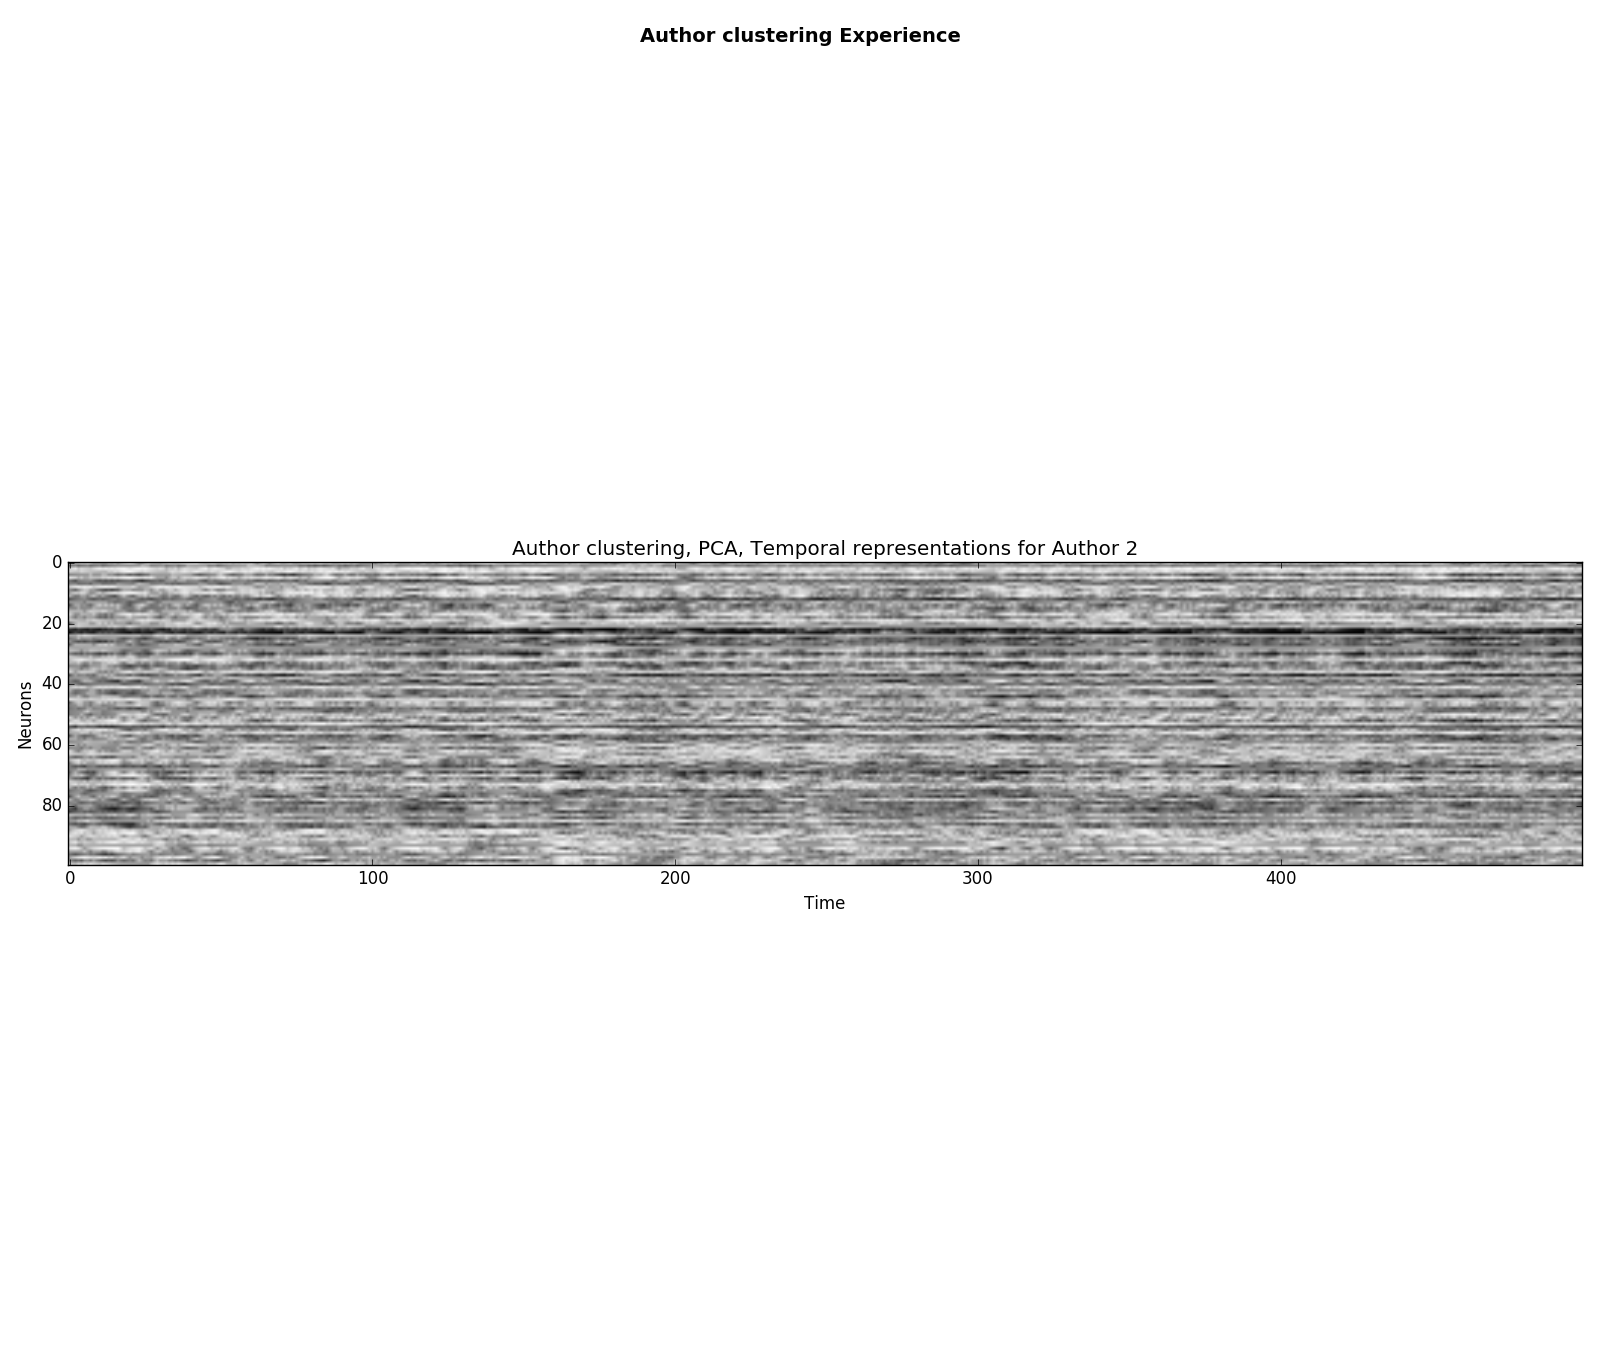 Author clustering Experience
Author clustering, PCA, Temporal representations for Author 2
0
20
40
60
80
Neurons
0 100 200 300 400
Time